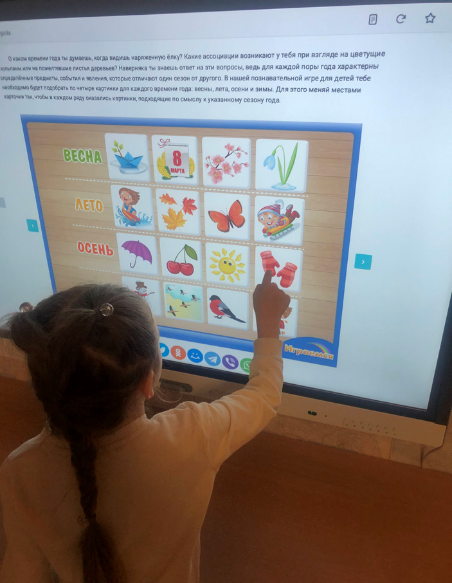 О каком времени года ты думаешь, когда видишь наряженную ёлку? Какие ассоциации возникают у тебя при взгляде на цветущие
или на пожелтевшие листья деревьев? Наверняка ты знаешь ответ на эти вопросы, ведь для каждой поры года характерны
определённые предметы, события и явления, которые отличают один сезон от другого. В нашей познавательной игре для детей тебе
необходимо будет подобрать по четыре картинки для каждого времени года: весны, лета, осени и зимы. Для этого меняй местами
карточки так, чтобы в каждом ряду оказались картинки, подходящие по смыслу к указанному сезону года.
ВЕСНА
8
МАРТА
ЛЕТО
ОСЕНЬ